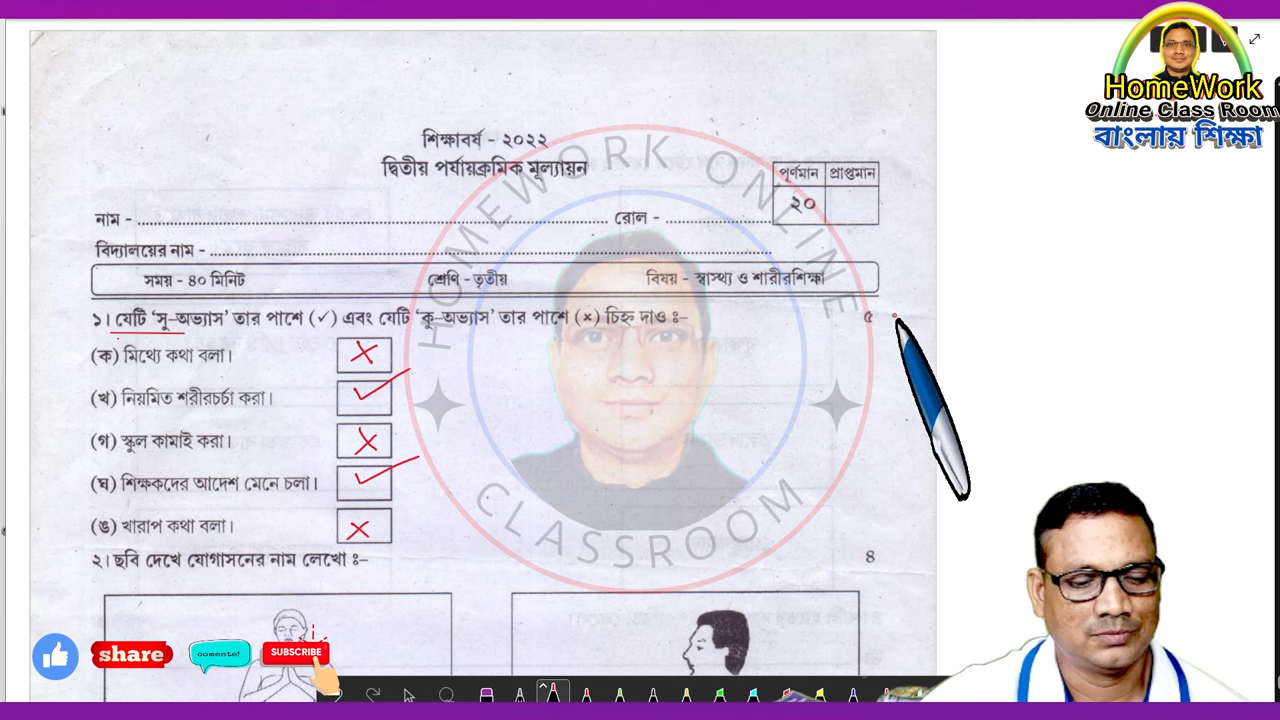 HomeWork
Online Class Room
বাংলায় শিক্ষা
শিক্ষাবর্ষ - ২০২২
দ্বিতীয় পর্যায়ক্রমিক মূল্যায়ন
পূর্ণমান প্রাপ্তমান
২০
নাম - রোল -
বিদ্যালয়ের নাম -
সময় - ৪০ মিনিট শ্রেণি - তৃতীয় বিষয় - স্বাস্থ্য ও শারীরশিক্ষা
১। যেটি ‘সু-অভ্যাস’ তার পাশে (✓) এবং যেটি ‘কু-অভ্যাস’ তার পাশে (×) চিহ্ন দাও ঃ- ৫
(ক) মিথ্যে কথা বলা। ×
(খ) নিয়মিত শরীরচর্চা করা। ✓
(গ) স্কুল কামাই করা। ×
(ঘ) শিক্ষকদের আদেশ মেনে চলা। ✓
(ঙ) খারাপ কথা বলা। ×
২। ছবি দেখে যোগাসনের নাম লেখো ঃ- ৪
HOMEWORK ONLINE
CLASSROOM
share
comente!
SUBSCRIBE